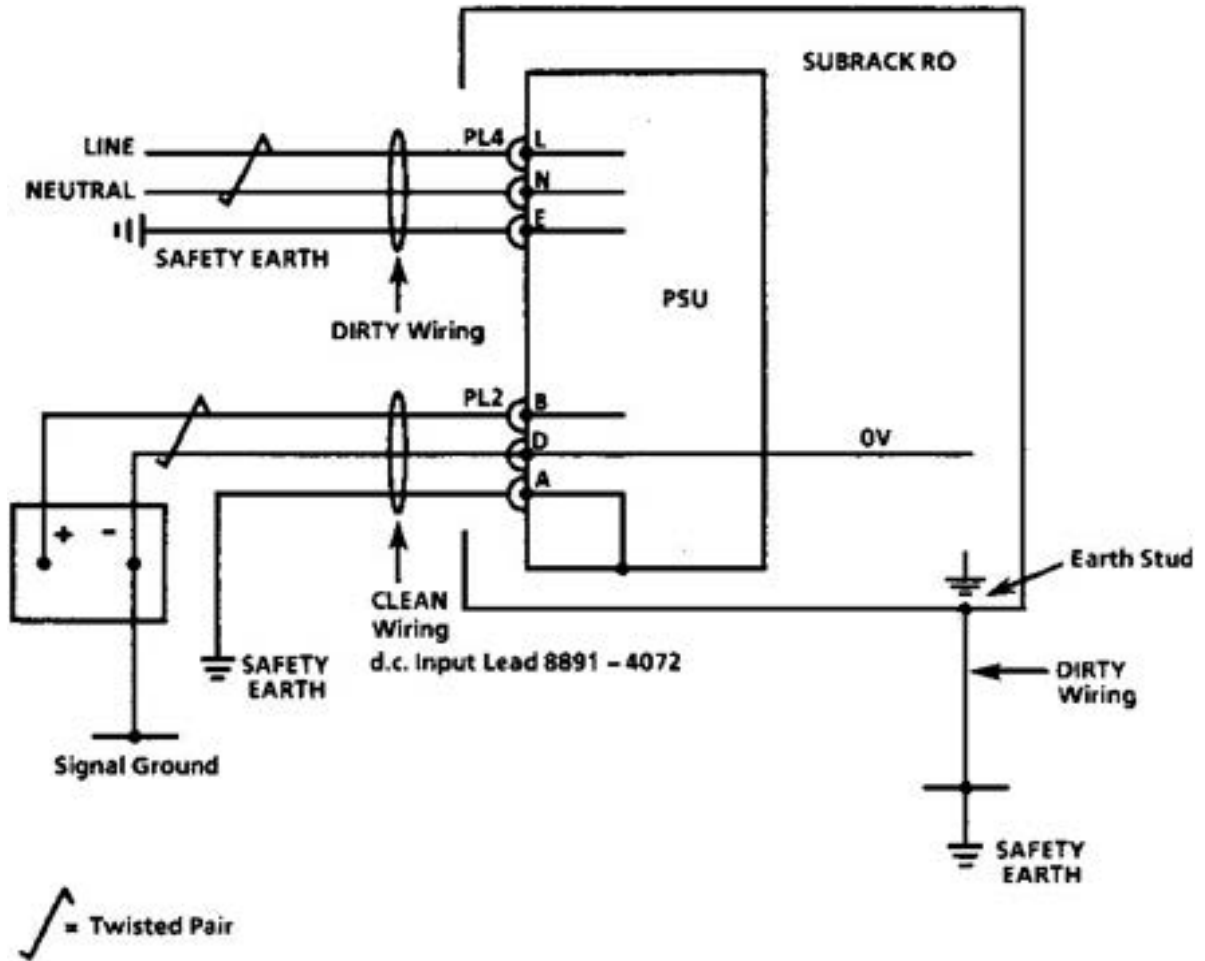 SUBRACK RO
LINE
PL4
L
NEUTRAL
N
E
SAFETY EARTH
PSU
DIRTY Wiring
PL2
B
D
0V
A
+ -
Earth Stud
CLEAN
Wiring
d.c. Input Lead 8891 – 4072
SAFETY
EARTH
DIRTY
Wiring
Signal Ground
SAFETY
EARTH
= Twisted Pair